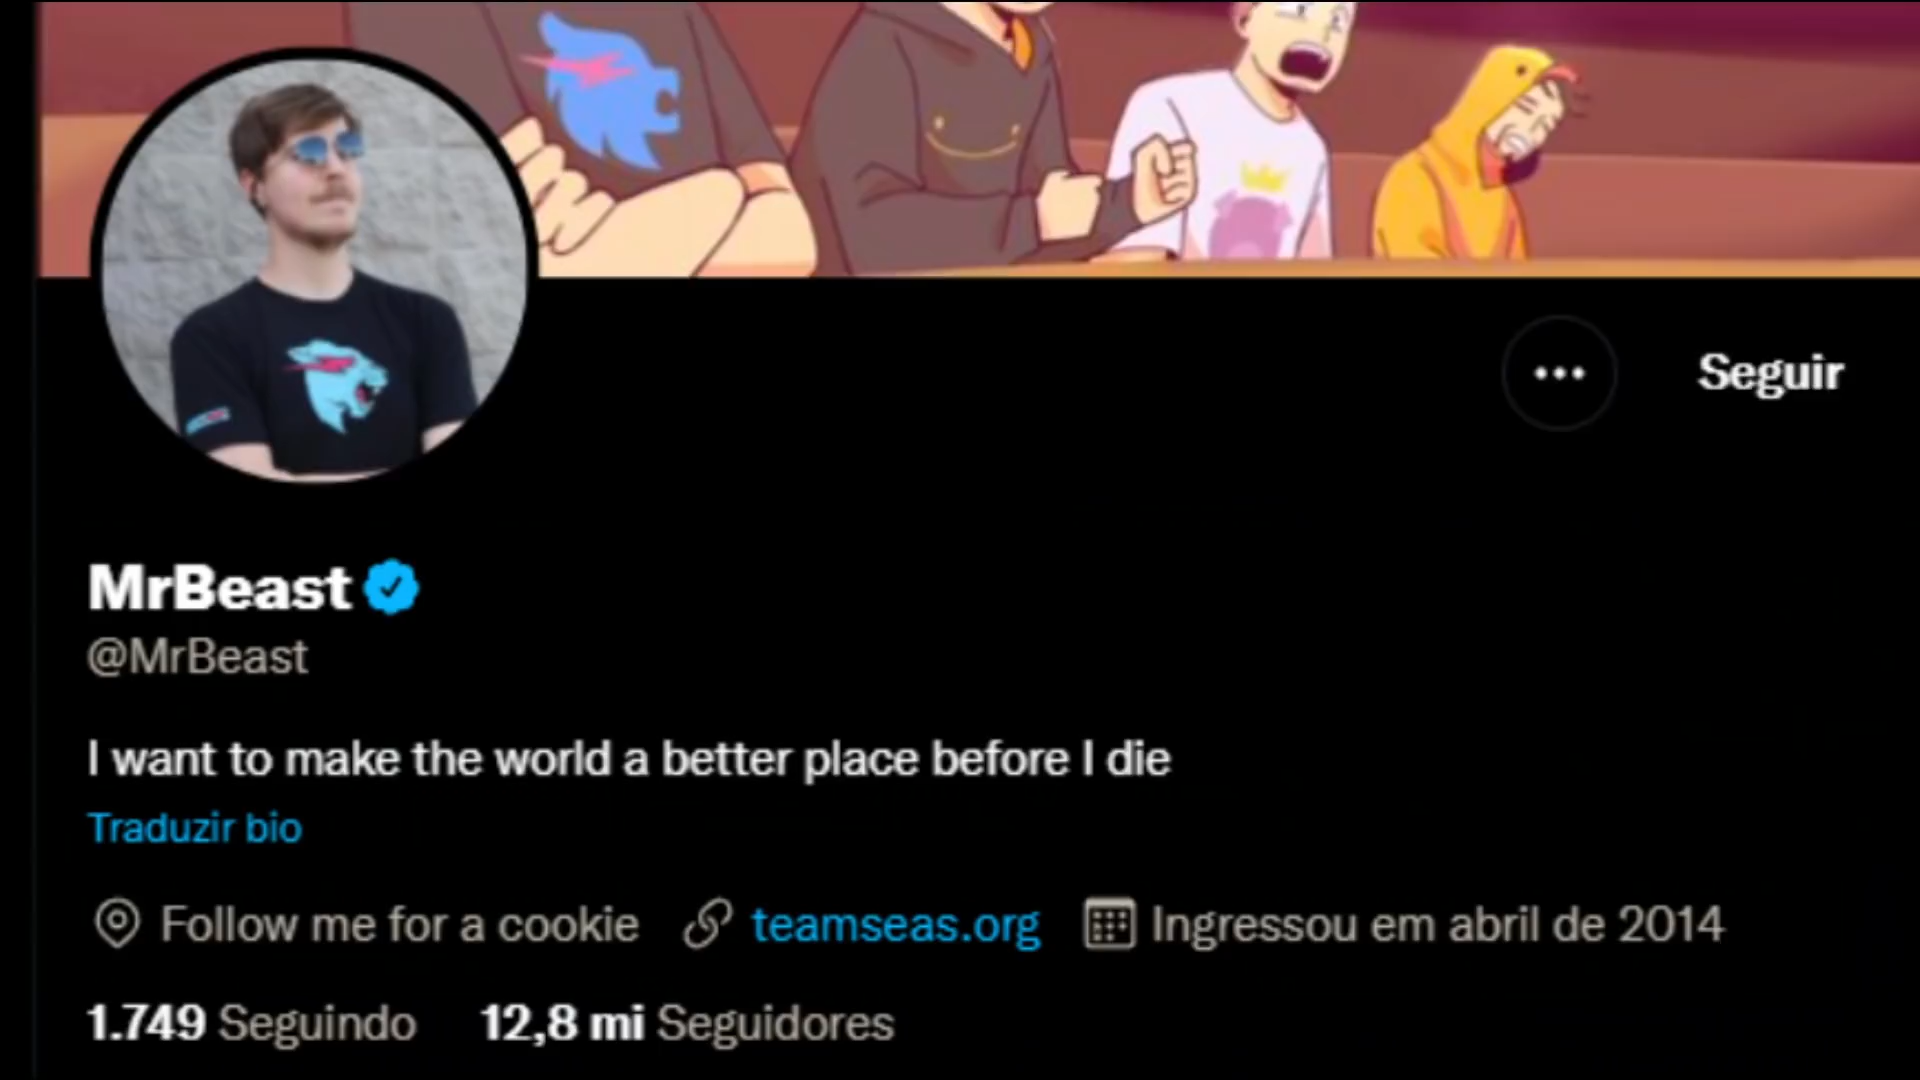 Seguir
MrBeast
@MrBeast
I want to make the world a better place before I die
Traduzir bio
Follow me for a cookie teamseas.org Ingressou em abril de 2014
1.749 Seguindo 12,8 mi Seguidores